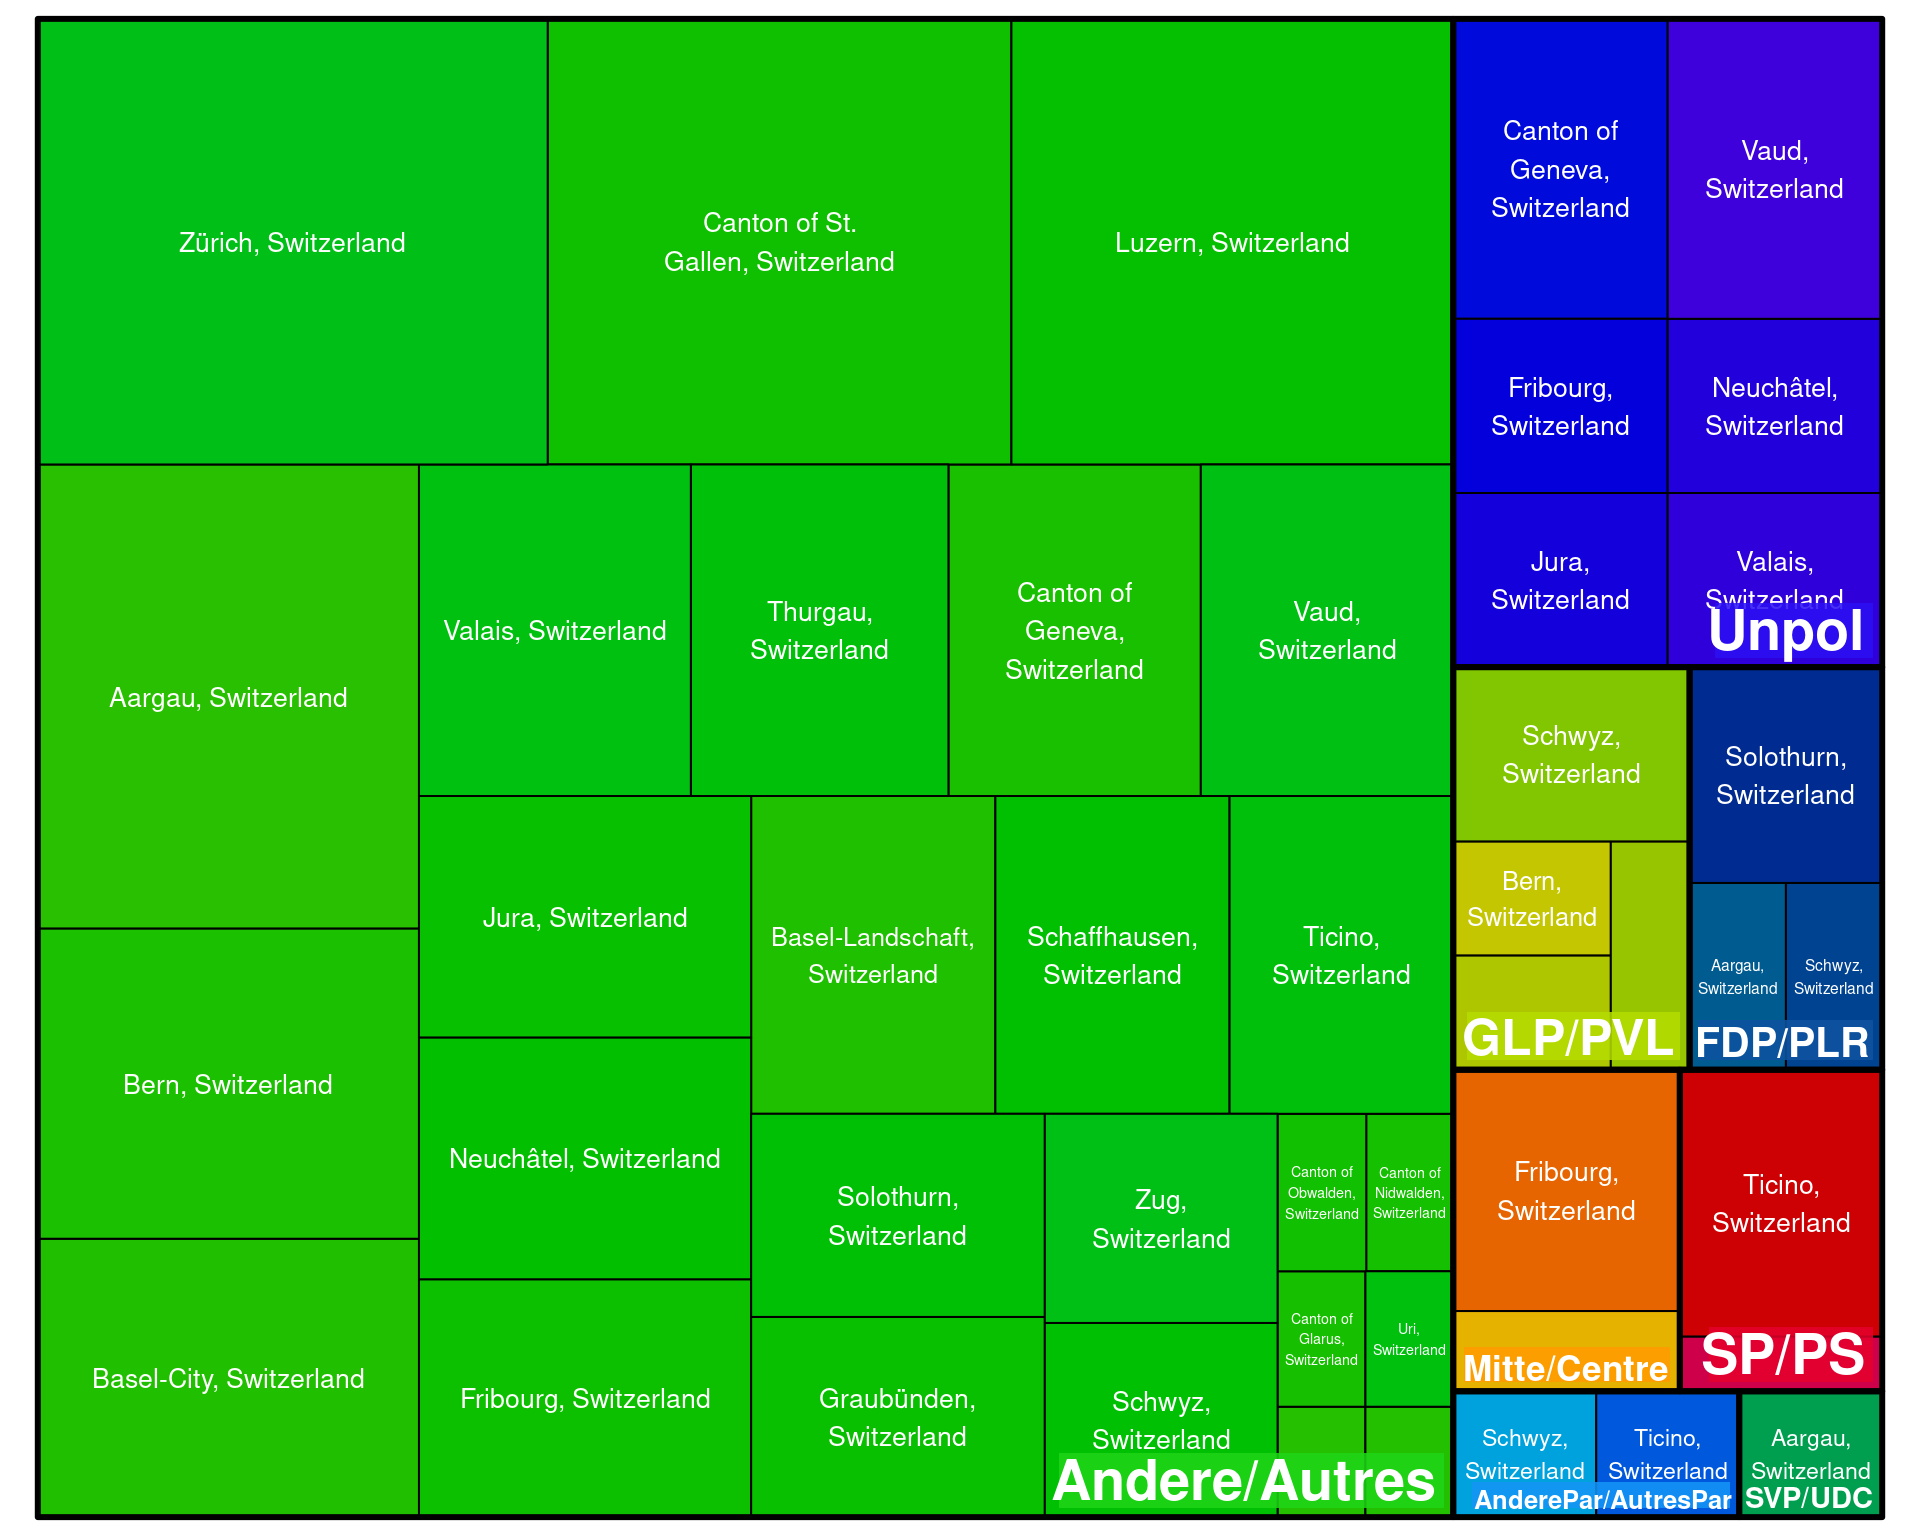 Zürich, Switzerland
Canton of St.
Gallen, Switzerland
Luzern, Switzerland
Aargau, Switzerland
Valais, Switzerland
Thurgau,
Switzerland
Canton of
Geneva,
Switzerland
Vaud,
Switzerland
Bern, Switzerland
Jura, Switzerland
Basel-Landschaft,
Switzerland
Schaffhausen,
Switzerland
Ticino,
Switzerland
Neuchâtel, Switzerland
Basel-City, Switzerland
Fribourg, Switzerland
Solothurn,
Switzerland
Graubünden,
Switzerland
Zug,
Switzerland
Schwyz,
Switzerland
Canton of
Obwalden,
Switzerland
Canton of
Nidwalden,
Switzerland
Canton of
Glarus,
Switzerland
Uri,
Switzerland
Andere/Autres
Canton of
Geneva,
Switzerland
Vaud,
Switzerland
Fribourg,
Switzerland
Neuchâtel,
Switzerland
Jura,
Switzerland
Valais,
Switzerland
Unpol
Schwyz,
Switzerland
Bern,
Switzerland
GLP/PVL
Solothurn,
Switzerland
Aargau,
Switzerland
Schwyz,
Switzerland
FDP/PLR
Fribourg,
Switzerland
Mitte/Centre
Ticino,
Switzerland
SP/PS
Schwyz,
Switzerland
Ticino,
Switzerland
AnderePar/AutresPar
Aargau,
Switzerland
SVP/UDC